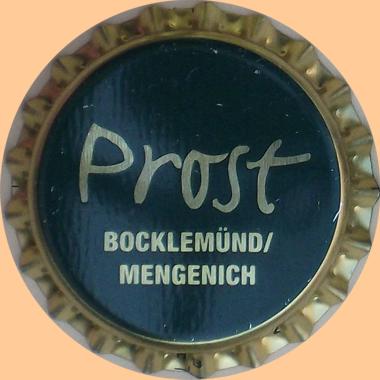 Prost
BOCKLEMÜND/
MENGENICH